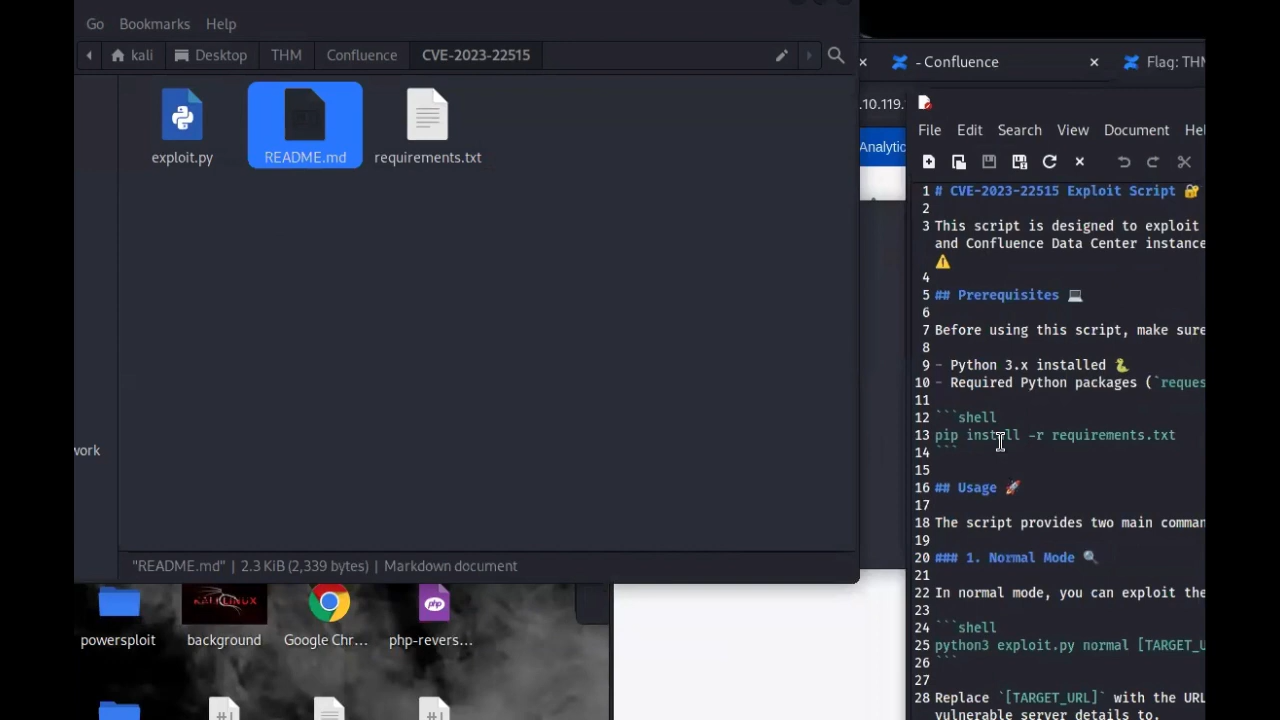 Go Bookmarks Help
kali Desktop THM Confluence CVE-2023-22515
exploit.py README.md requirements.txt
work
"README.md" | 2.3 KiB (2,339 bytes) | Markdown document
KALI LINUX
powersploit background Google Chr... php-revers...
- Confluence Flag: THM
.10.119.
Analytic
File Edit Search View Document Hel
1 # CVE-2023-22515 Exploit Script 🔐
2
3 This script is designed to exploit
and Confluence Data Center instance
⚠️
4
5 ## Prerequisites 💻
6
7 Before using this script, make sure
8
9 - Python 3.x installed 🐍
10 - Required Python packages (`reques
11
12 ```shell
13 pip install -r requirements.txt
14 ```
15
16 ## Usage 🚀
17
18 The script provides two main comman
19
20 ### 1. Normal Mode 🔍
21
22 In normal mode, you can exploit the
23
24 ```shell
25 python3 exploit.py normal [TARGET_U
26 ```
27
28 Replace `[TARGET_URL]` with the URL
vulnerable server details to.